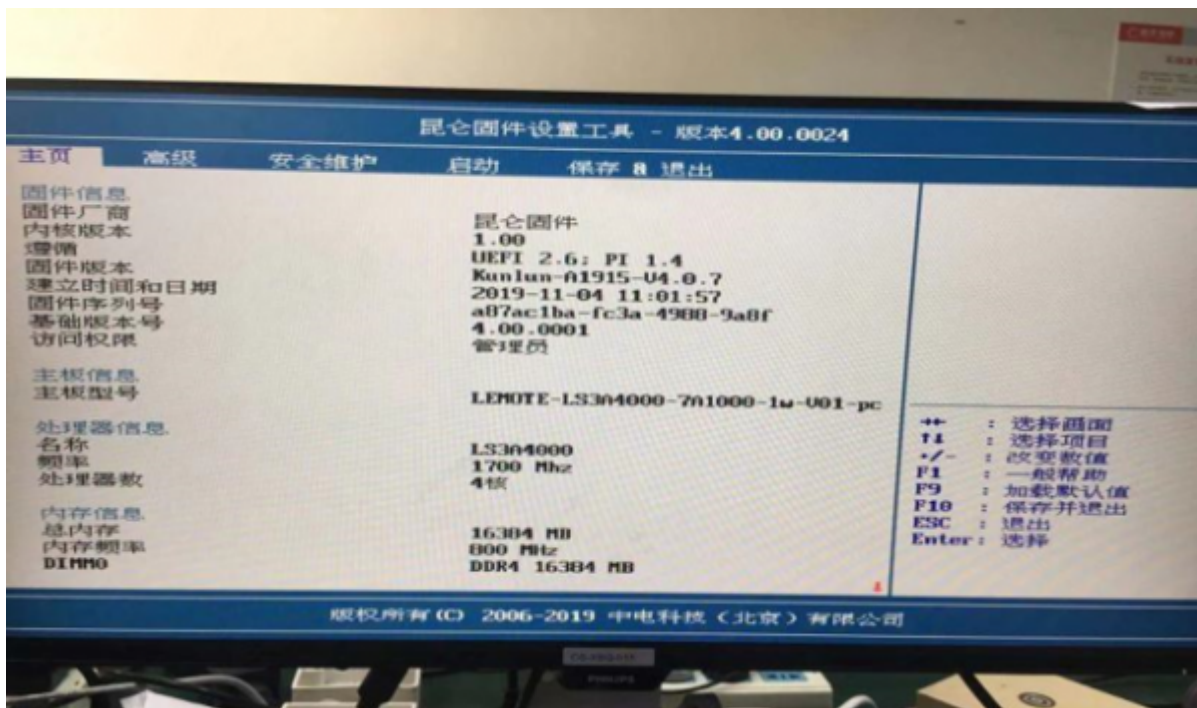 昆仑固件设置工具 - 版本4.00.0024
主页 高级 安全维护 启动 保存 & 退出
固件信息
固件厂商 昆仑固件
内核版本 1.00
遵循 UEFI 2.6; PI 1.4
固件版本 Kunlun-A1915-V4.0.7
建立时间和日期 2019-11-04 11:01:57
固件序列号 a87ac1ba-fc3a-4988-9a8f
基础版本号 4.00.0001
访问权限 管理员
主板信息
主板型号 LEMOTE-LS3A4000-7A1000-1w-V01-pc
处理器信息
名称 LS3A4000
频率 1700 Mhz
处理器数 4核
内存信息
总内存 16384 MB
内存频率 800 MHz
DIMM0 DDR4 16384 MB
→← : 选择画面
↑↓ : 选择项目
+/- : 改变数值
F1 : 一般帮助
F9 : 加载默认值
F10 : 保存并退出
ESC : 退出
Enter: 选择
版权所有(C) 2006-2019 中电科技（北京）有限公司
PHILIPS